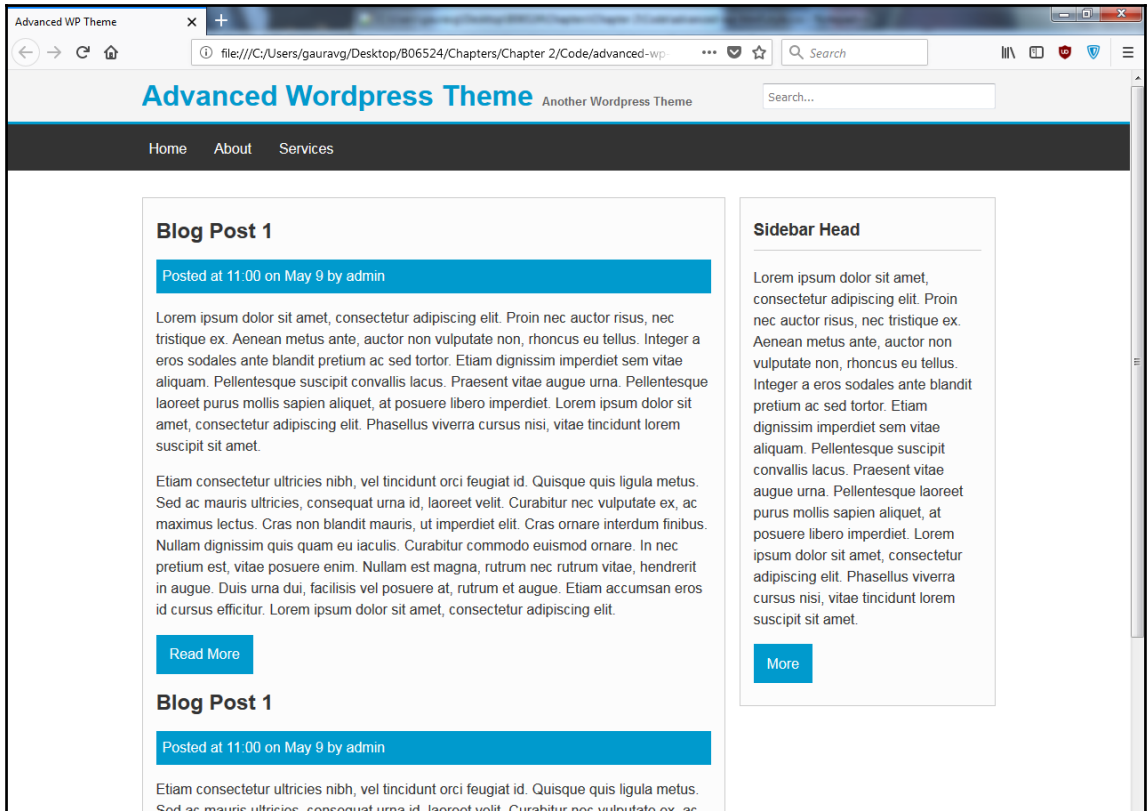 Advanced WP Theme
file:///C:/Users/gauravg/Desktop/B06524/Chapters/Chapter 2/Code/advanced-wp-
Search
Advanced Wordpress Theme Another Wordpress Theme
Search...
Home About Services
Blog Post 1
Posted at 11:00 on May 9 by admin
Lorem ipsum dolor sit amet, consectetur adipiscing elit. Proin nec auctor risus, nec
tristique ex. Aenean metus ante, auctor non vulputate non, rhoncus eu tellus. Integer a
eros sodales ante blandit pretium ac sed tortor. Etiam dignissim imperdiet sem vitae
aliquam. Pellentesque suscipit convallis lacus. Praesent vitae augue urna. Pellentesque
laoreet purus mollis sapien aliquet, at posuere libero imperdiet. Lorem ipsum dolor sit
amet, consectetur adipiscing elit. Phasellus viverra cursus nisi, vitae tincidunt lorem
suscipit sit amet.
Etiam consectetur ultricies nibh, vel tincidunt orci feugiat id. Quisque quis ligula metus.
Sed ac mauris ultricies, consequat urna id, laoreet velit. Curabitur nec vulputate ex, ac
maximus lectus. Cras non blandit mauris, ut imperdiet elit. Cras ornare interdum finibus.
Nullam dignissim quis quam eu iaculis. Curabitur commodo euismod ornare. In nec
pretium est, vitae posuere enim. Nullam est magna, rutrum nec rutrum vitae, hendrerit
in augue. Duis urna dui, facilisis vel posuere at, rutrum et augue. Etiam accumsan eros
id cursus efficitur. Lorem ipsum dolor sit amet, consectetur adipiscing elit.
Read More
Blog Post 1
Posted at 11:00 on May 9 by admin
Etiam consectetur ultricies nibh, vel tincidunt orci feugiat id. Quisque quis ligula metus.
Sed ac mauris ultricies, consequat urna id, laoreet velit. Curabitur nec vulputate ex, ac
Sidebar Head
Lorem ipsum dolor sit amet,
consectetur adipiscing elit. Proin
nec auctor risus, nec tristique ex.
Aenean metus ante, auctor non
vulputate non, rhoncus eu tellus.
Integer a eros sodales ante blandit
pretium ac sed tortor. Etiam
dignissim imperdiet sem vitae
aliquam. Pellentesque suscipit
convallis lacus. Praesent vitae
augue urna. Pellentesque laoreet
purus mollis sapien aliquet, at
posuere libero imperdiet. Lorem
ipsum dolor sit amet, consectetur
adipiscing elit. Phasellus viverra
cursus nisi, vitae tincidunt lorem
suscipit sit amet.
More